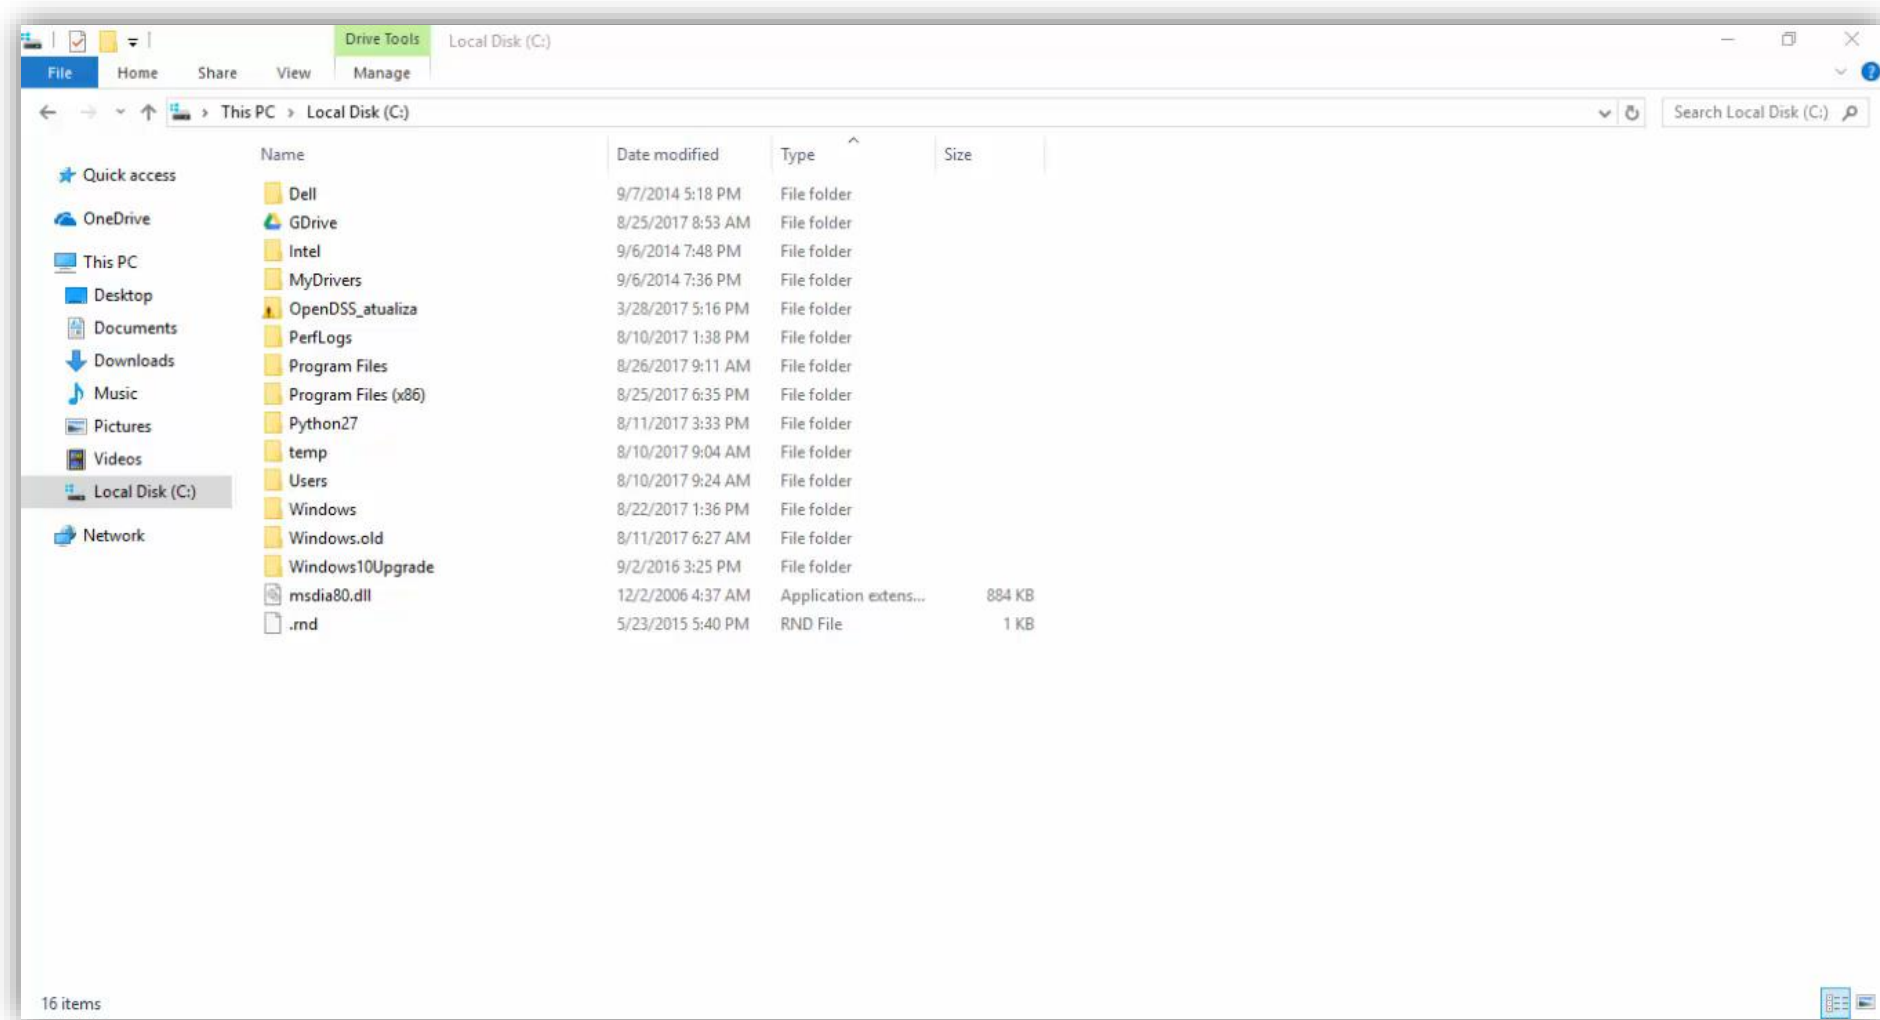 Drive Tools Local Disk (C:)
File Home Share View Manage
This PC Local Disk (C:) Search Local Disk (C:)
Name Date modified Type Size
Quick access
OneDrive
This PC
Desktop
Documents
Downloads
Music
Pictures
Videos
Local Disk (C:)
Network
Dell 9/7/2014 5:18 PM File folder
GDrive 8/25/2017 8:53 AM File folder
Intel 9/6/2014 7:48 PM File folder
MyDrivers 9/6/2014 7:36 PM File folder
OpenDSS_atualiza 3/28/2017 5:16 PM File folder
PerfLogs 8/10/2017 1:38 PM File folder
Program Files 8/26/2017 9:11 AM File folder
Program Files (x86) 8/25/2017 6:35 PM File folder
Python27 8/11/2017 3:33 PM File folder
temp 8/10/2017 9:04 AM File folder
Users 8/10/2017 9:24 AM File folder
Windows 8/22/2017 1:36 PM File folder
Windows.old 8/11/2017 6:27 AM File folder
Windows10Upgrade 9/2/2016 3:25 PM File folder
msdia80.dll 12/2/2006 4:37 AM Application extens... 884 KB
.rnd 5/23/2015 5:40 PM RND File 1 KB
16 items